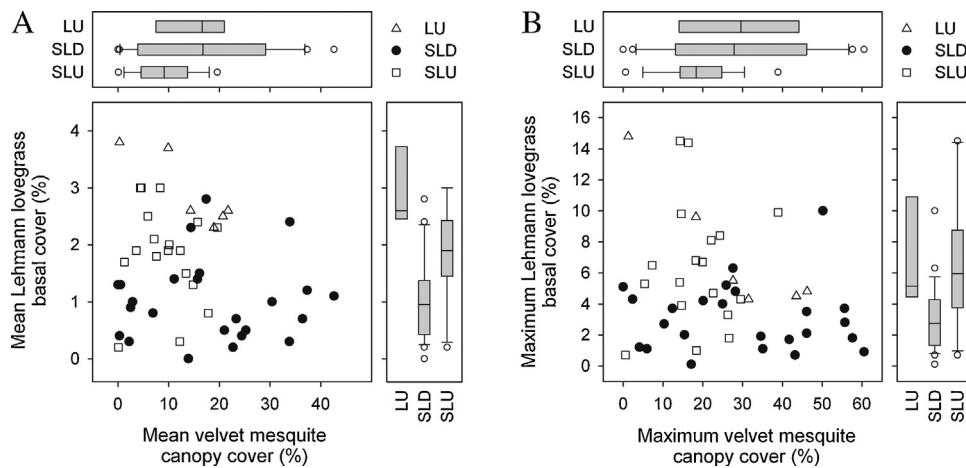 A
LU
SLD
SLU
LU
SLD
SLU
Mean Lehmann lovegrass
basal cover (%)
4
3
2
1
0
0 10 20 30 40
Mean velvet mesquite
canopy cover (%)
LU
SLD
SLU
B
LU
SLD
SLU
LU
SLD
SLU
Maximum Lehmann lovegrass
basal cover (%)
16
14
12
10
8
6
4
2
0
0 10 20 30 40 50 60
Maximum velvet mesquite
canopy cover (%)
LU
SLD
SLU